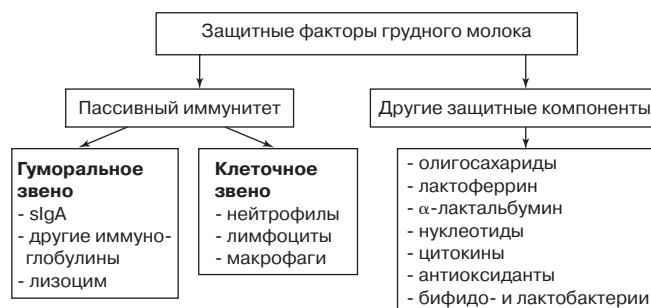 Защитные факторы грудного молока
Пассивный иммунитет
Другие защитные компоненты
Гуморальное
звено
- sIgA
- другие иммуно-
глобулины
- лизоцим
Клеточное
звено
- нейтрофилы
- лимфоциты
- макрофаги
- олигосахариды
- лактоферрин
- α-лактальбумин
- нуклеотиды
- цитокины
- антиоксиданты
- бифидо- и лактобактерии